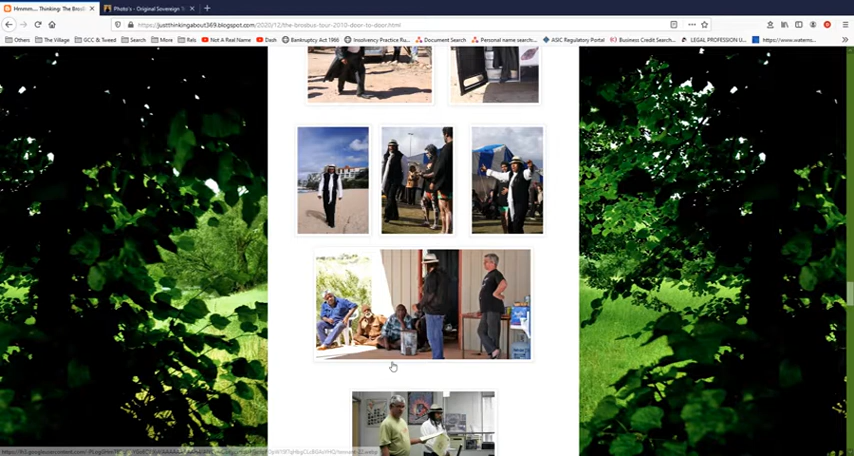 Hmmm.... Thinking: The Brosbus
Photo's - Original Sovereign T
https://justthinkingabout369.blogspot.com/2020/12/the-brosbus-tour-2010-door-to-door.html
Others The Village GCC & Tweed Search More Rels Not A Real Name Dash Bankruptcy Act 1966 Insolvency Practice Ru... Document Search Personal name search:... ASIC Regulatory Portal Business Credit Search... LEGAL PROFESSION U... https://www.waterns...